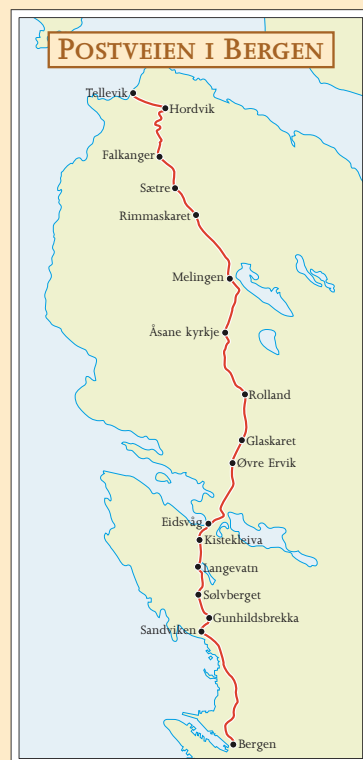 Postveien i Bergen
Tellevik
Hordvik
Falkanger
Sætre
Rimmaskaret
Melingen
Åsane kyrkje
Rolland
Glaskaret
Øvre Ervik
Eidsvåg
Kistekleiva
Langevatn
Sølvberget
Gunhildsbrekka
Sandviken
Bergen